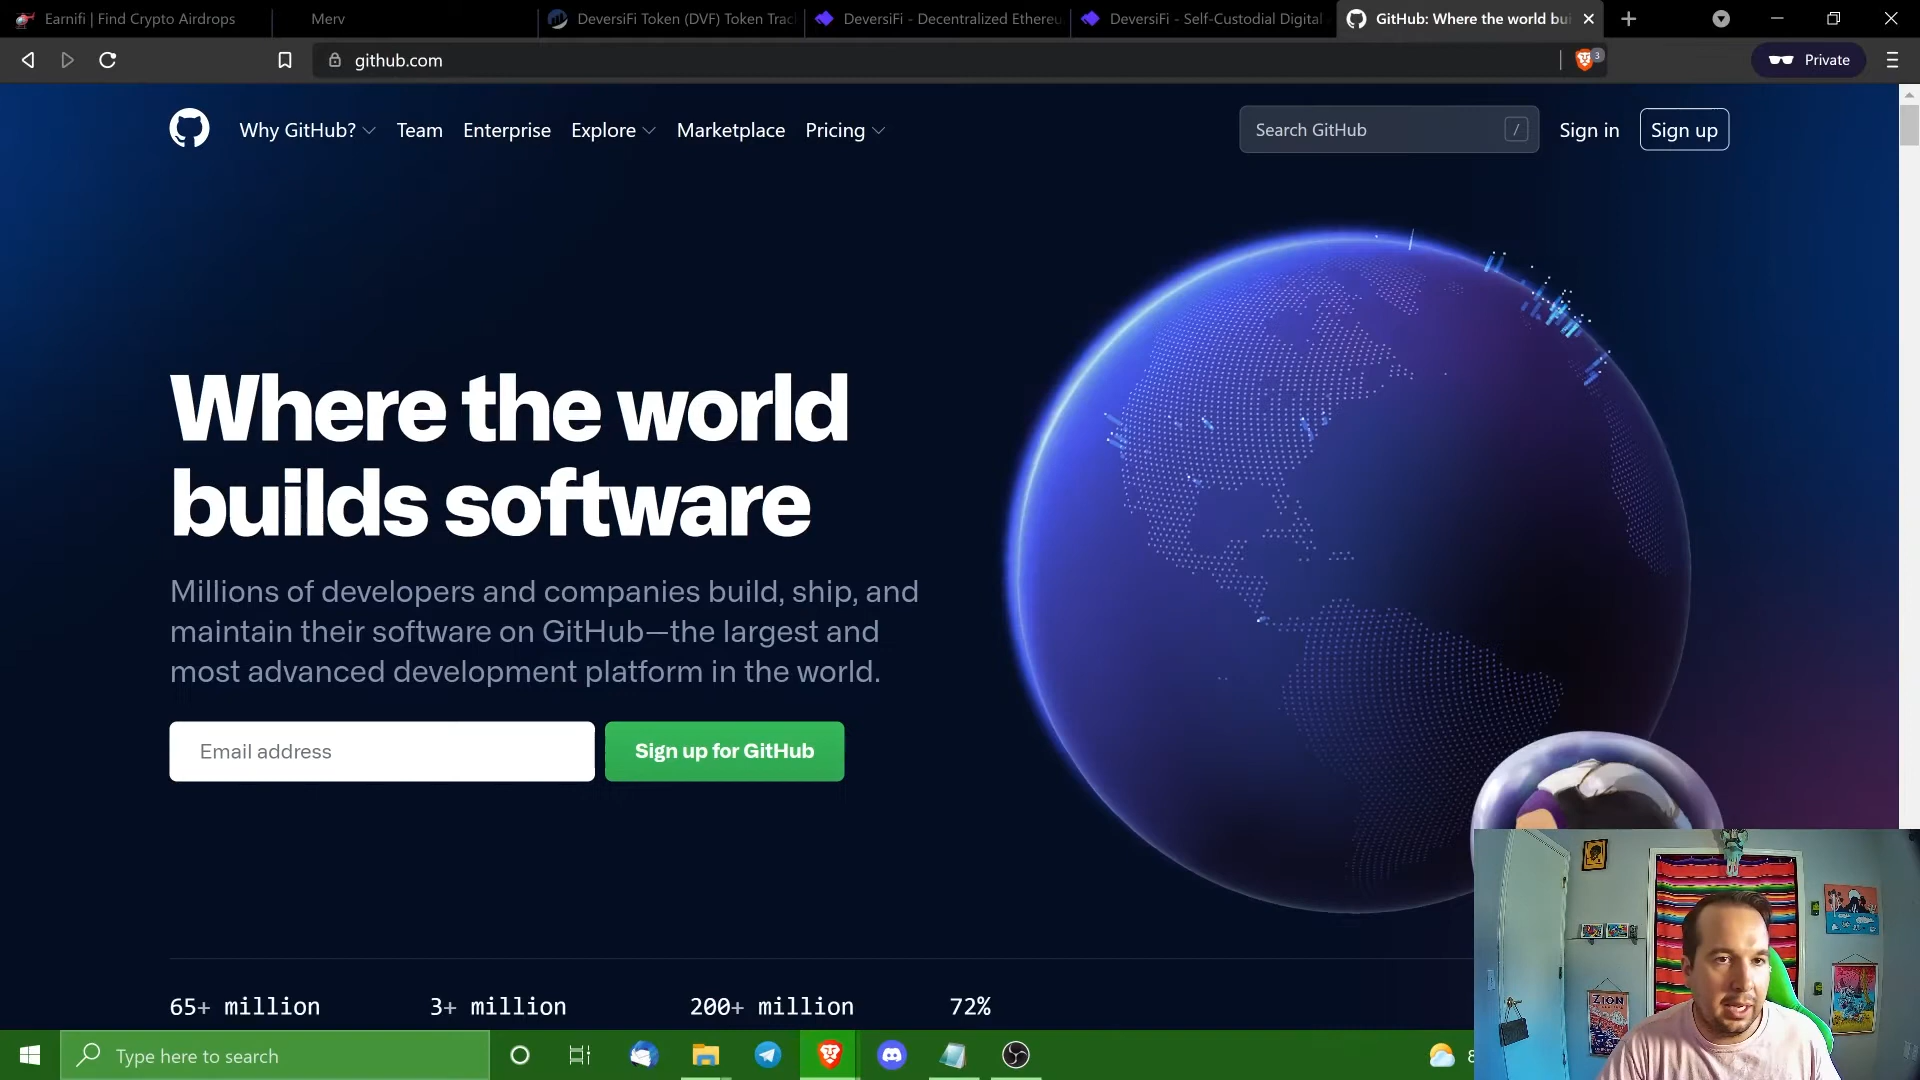 Earnifi | Find Crypto Airdrops
Merv
DeversiFi Token (DVF) Token Trac
DeversiFi - Decentralized Ethereu
DeversiFi - Self-Custodial Digital
GitHub: Where the world bui
github.com
3
Private
Why GitHub?
Team
Enterprise
Explore
Marketplace
Pricing
Search GitHub
/
Sign in
Sign up
Where the world
builds software
Millions of developers and companies build, ship, and
maintain their software on GitHub—the largest and
most advanced development platform in the world.
Email address
Sign up for GitHub
65+ million
3+ million
200+ million
72%
ZION
Type here to search